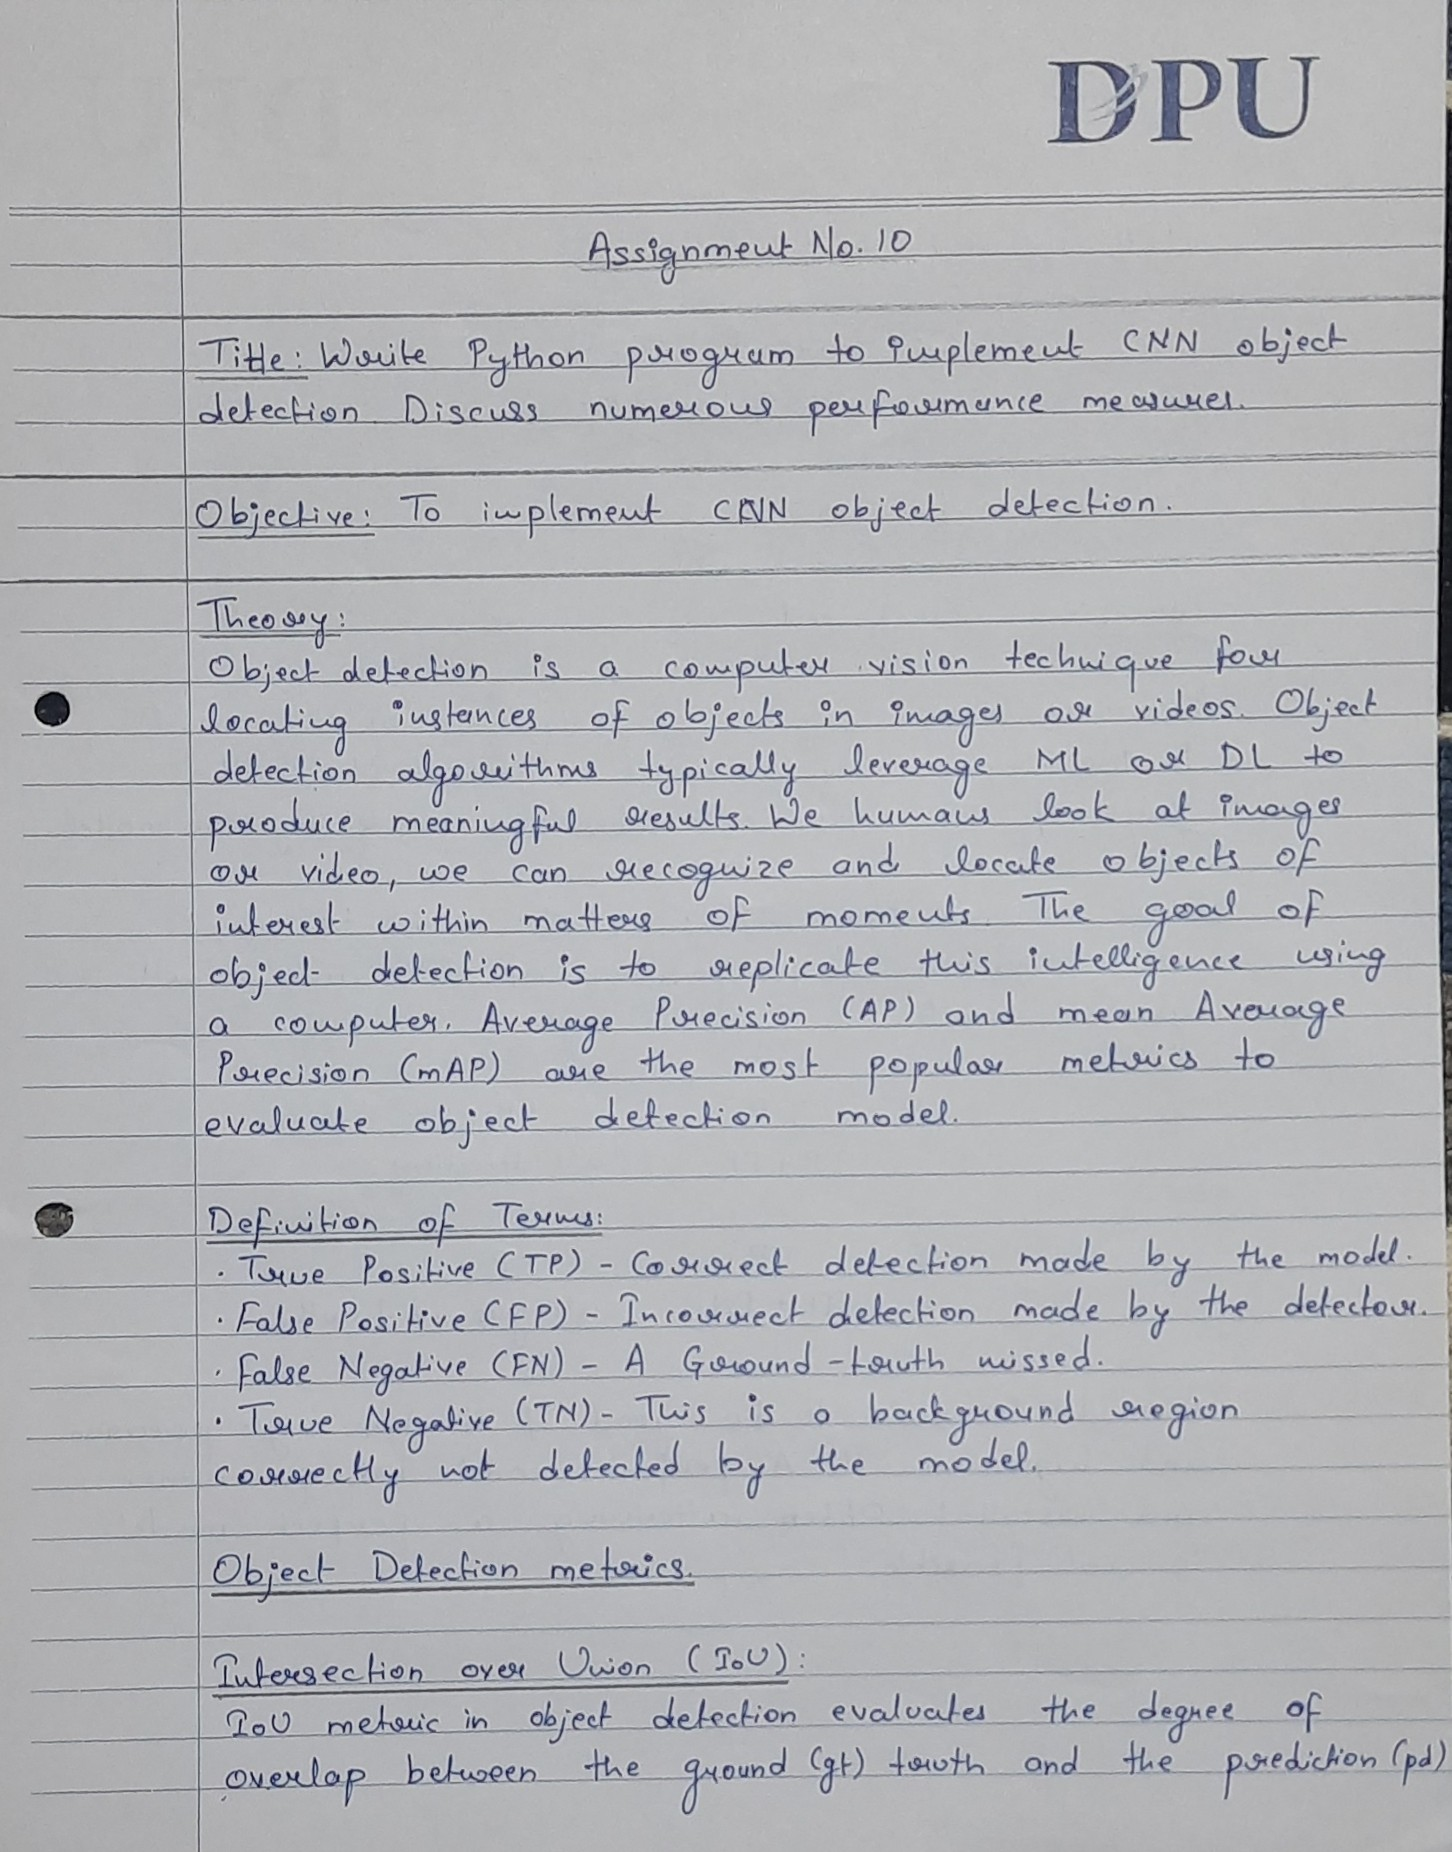 DPU
Assignment No. 10
Title: Write Python program to implement CNN object
detection. Discuss numerous performance measures.
Objective: To implement CNN object detection.
Theory:
Object detection is a computer vision technique for
locating instances of objects in images or videos. Object
detection algorithms typically leverage ML or DL to
produce meaningful results. We humans look at images
or video, we can recognize and locate objects of
interest within matters of moments. The goal of
object detection is to replicate this intelligence using
a computer. Average Precision (AP) and mean Average
Precision (mAP) are the most popular metrics to
evaluate object detection model.
Definition of Terms:
· True Positive (TP) - Correct detection made by the model.
· False Positive (FP) - Incorrect detection made by the detector.
· False Negative (FN) - A Ground-truth missed.
· True Negative (TN) - This is a background region
correctly not detected by the model.
Object Detection metrics.
Intersection over Union (IoU):
IoU metric in object detection evaluates the degree of
overlap between the ground (gt) truth and the prediction (pd)